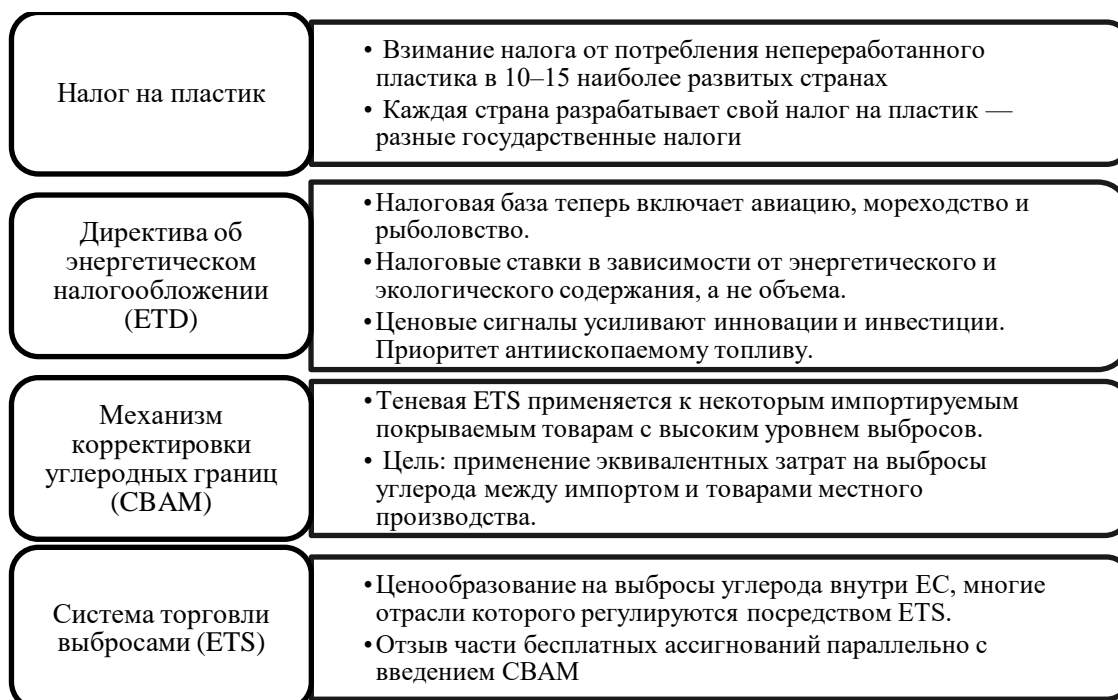 Налог на пластик
• Взимание налога от потребления непереработанного
пластика в 10–15 наиболее развитых странах
• Каждая страна разрабатывает свой налог на пластик —
разные государственные налоги
Директива об
энергетическом
налогообложении
(ETD)
•Налоговая база теперь включает авиацию, мореходство и
рыболовство.
•Налоговые ставки в зависимости от энергетического и
экологического содержания, а не объема.
•Ценовые сигналы усиливают инновации и инвестиции.
Приоритет антиископаемому топливу.
Механизм
корректировки
углеродных границ
(CBAM)
•Теневая ETS применяется к некоторым импортируемым
покрываемым товарам с высоким уровнем выбросов.
• Цель: применение эквивалентных затрат на выбросы
углерода между импортом и товарами местного
производства.
Система торговли
выбросами (ETS)
•Ценообразование на выбросы углерода внутри ЕС, многие
отрасли которого регулируются посредством ETS.
•Отзыв части бесплатных ассигнований параллельно с
введением CBAM